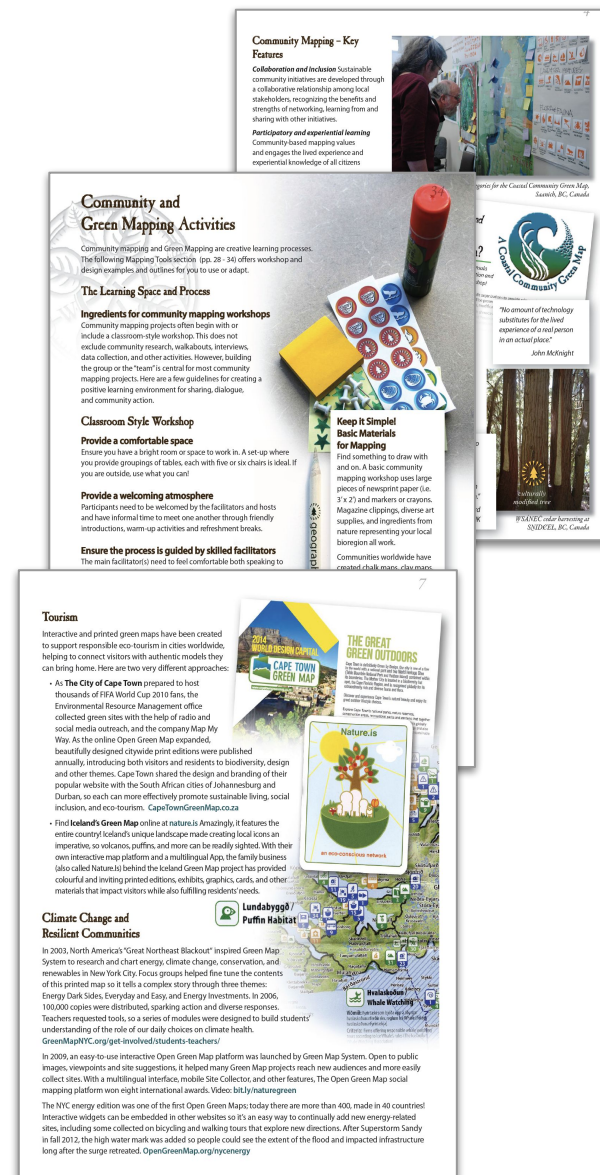 4
Community Mapping – Key
Features
Collaboration and Inclusion Sustainable
community initiatives are developed through
a collaborative relationship among local
stakeholders, recognizing the benefits and
strengths of networking, learning from and
sharing with other initiatives.
Participatory and experiential learning
Community-based mapping values
and engages the lived experience and
experiential knowledge of all citizens
egories for the Coastal Community Green Map,
Saanich, BC, Canada
A Coastal Community Green Map
"No amount of technology
substitutes for the lived
experience of a real person
in an actual place."
John McKnight
culturally
modified tree
WSANEC cedar harvesting at
SNIDȻEȽ, BC, Canada
Community and
Green Mapping Activities
Community mapping and Green Mapping are creative learning processes.
The following Mapping Tools section (pp. 28 - 34) offers workshop and
design examples and outlines for you to use or adapt.
The Learning Space and Process
Ingredients for community mapping workshops
Community mapping projects often begin with or
include a classroom-style workshop. This does not
exclude community research, walkabouts, interviews,
data collection, and other activities. However, building
the group or the "team" is central for most community
mapping projects. Here are a few guidelines for creating a
positive learning environment for sharing, dialogue,
and community action.
Classroom Style Workshop
Provide a comfortable space
Ensure you have a bright room or space to work in. A set-up where
you provide groupings of tables, each with five or six chairs is ideal. If
you are outside, use what you can!
Provide a welcoming atmosphere
Participants need to be welcomed by the facilitators and hosts
and have informal time to meet one another through friendly
introductions, warm-up activities and refreshment breaks.
Ensure the process is guided by skilled facilitators
The main facilitator(s) need to feel comfortable both speaking to
34
geograph
Keep it Simple!
Basic Materials
for Mapping
Find something to draw with
and on. A basic community
mapping workshop uses large
pieces of newsprint paper (i.e.
3' x 2') and markers or crayons.
Magazine clippings, diverse art
supplies, and ingredients from
nature representing your local
bioregion all work.
Communities worldwide have
created chalk maps, clay maps
7
Tourism
Interactive and printed green maps have been created
to support responsible eco-tourism in cities worldwide,
helping to connect visitors with authentic models they
can bring home. Here are two very different approaches:
• As The City of Cape Town prepared to host
thousands of FIFA World Cup 2010 fans, the
Environmental Resource Management office
collected green sites with the help of radio and
social media outreach, and the company Map My
Way. As the online Open Green Map expanded,
beautifully designed citywide print editions were published
annually, introducing both visitors and residents to biodiversity, design
and other themes. Cape Town shared the design and branding of their
popular website with the South African cities of Johannesburg and
Durban, so each can more effectively promote sustainable living, social
inclusion, and eco-tourism. CapeTownGreenMap.co.za
• Find Iceland's Green Map online at nature.is Amazingly, it features the
entire country! Iceland's unique landscape made creating local icons an
imperative, so volcanos, puffins, and more can be readily sighted. With their
own interactive map platform and a multilingual App, the family business
(also called Nature.Is) behind the Iceland Green Map project has provided
colourful and inviting printed editions, exhibits, graphics, cards, and other
materials that impact visitors while also fulfilling residents' needs.
2014
WORLD DESIGN CAPITAL
CAPE TOWN
GREEN MAP
THE GREAT
GREEN OUTDOORS
Nature.is
an eco-conscious network
Lundabyggð /
Puffin Habitat
Hvalaskoðun /
Whale Watching
Climate Change and
Resilient Communities
In 2003, North America's "Great Northeast Blackout" inspired Green Map
System to research and chart energy, climate change, conservation, and
renewables in New York City. Focus groups helped fine tune the contents
of this printed map so it tells a complex story through three themes:
Energy Dark Sides, Everyday and Easy, and Energy Investments. In 2006,
100,000 copies were distributed, sparking action and diverse responses.
Teachers requested tools, so a series of modules were designed to build students'
understanding of the role of our daily choices on climate health.
GreenMapNYC.org/get-involved/students-teachers/
In 2009, an easy-to-use interactive Open Green Map platform was launched by Green Map System. Open to public
images, viewpoints and site suggestions, it helped many Green Map projects reach new audiences and more easily
collect sites. With a multilingual interface, mobile Site Collector, and other features, The Open Green Map social
mapping platform won eight international awards. Video: bit.ly/naturegreen
The NYC energy edition was one of the first Open Green Maps; today there are more than 400, made in 40 countries!
Interactive widgets can be embedded in other websites so it's an easy way to continually add new energy-related
sites, including some collected on bicycling and walking tours that explore new directions. After Superstorm Sandy
in fall 2012, the high water mark was added so people could see the extent of the flood and impacted infrastructure
long after the surge retreated. OpenGreenMap.org/nycenergy